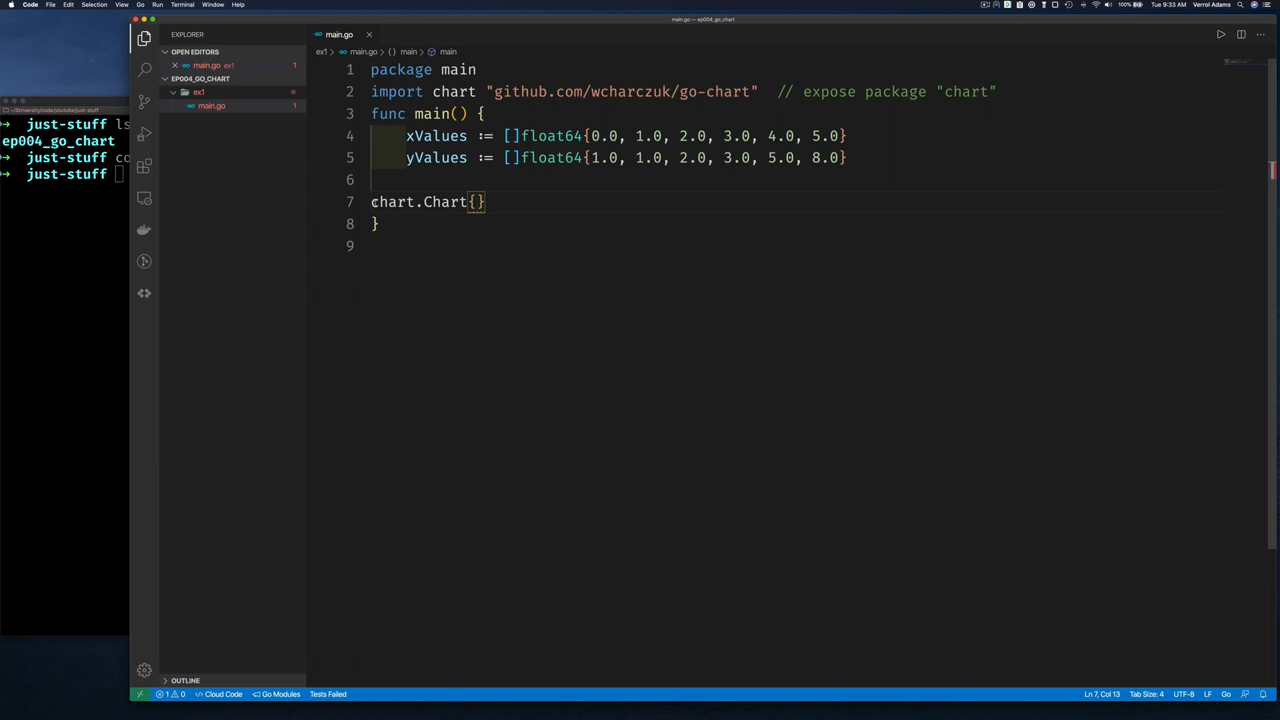 Code File Edit Selection View Go Run Terminal Window Help
100% Tue 9:33 AM Verrol Adams
main.go — ep004_go_chart
EXPLORER
main.go
OPEN EDITORS
ex1 main.go main main
main.go ex1 1
EP004_GO_CHART
ex1
main.go 1
just-stuff ls
ep004_go_chart
just-stuff co
just-stuff
1 package main
2 import chart "github.com/wcharczuk/go-chart" // expose package "chart"
3 func main() {
4 xValues := []float64{0.0, 1.0, 2.0, 3.0, 4.0, 5.0}
5 yValues := []float64{1.0, 1.0, 2.0, 3.0, 5.0, 8.0}
6
7 chart.Chart{}
8 }
9
OUTLINE
1 0 Cloud Code Go Modules Tests Failed
Ln 7, Col 13 Tab Size: 4 UTF-8 LF Go